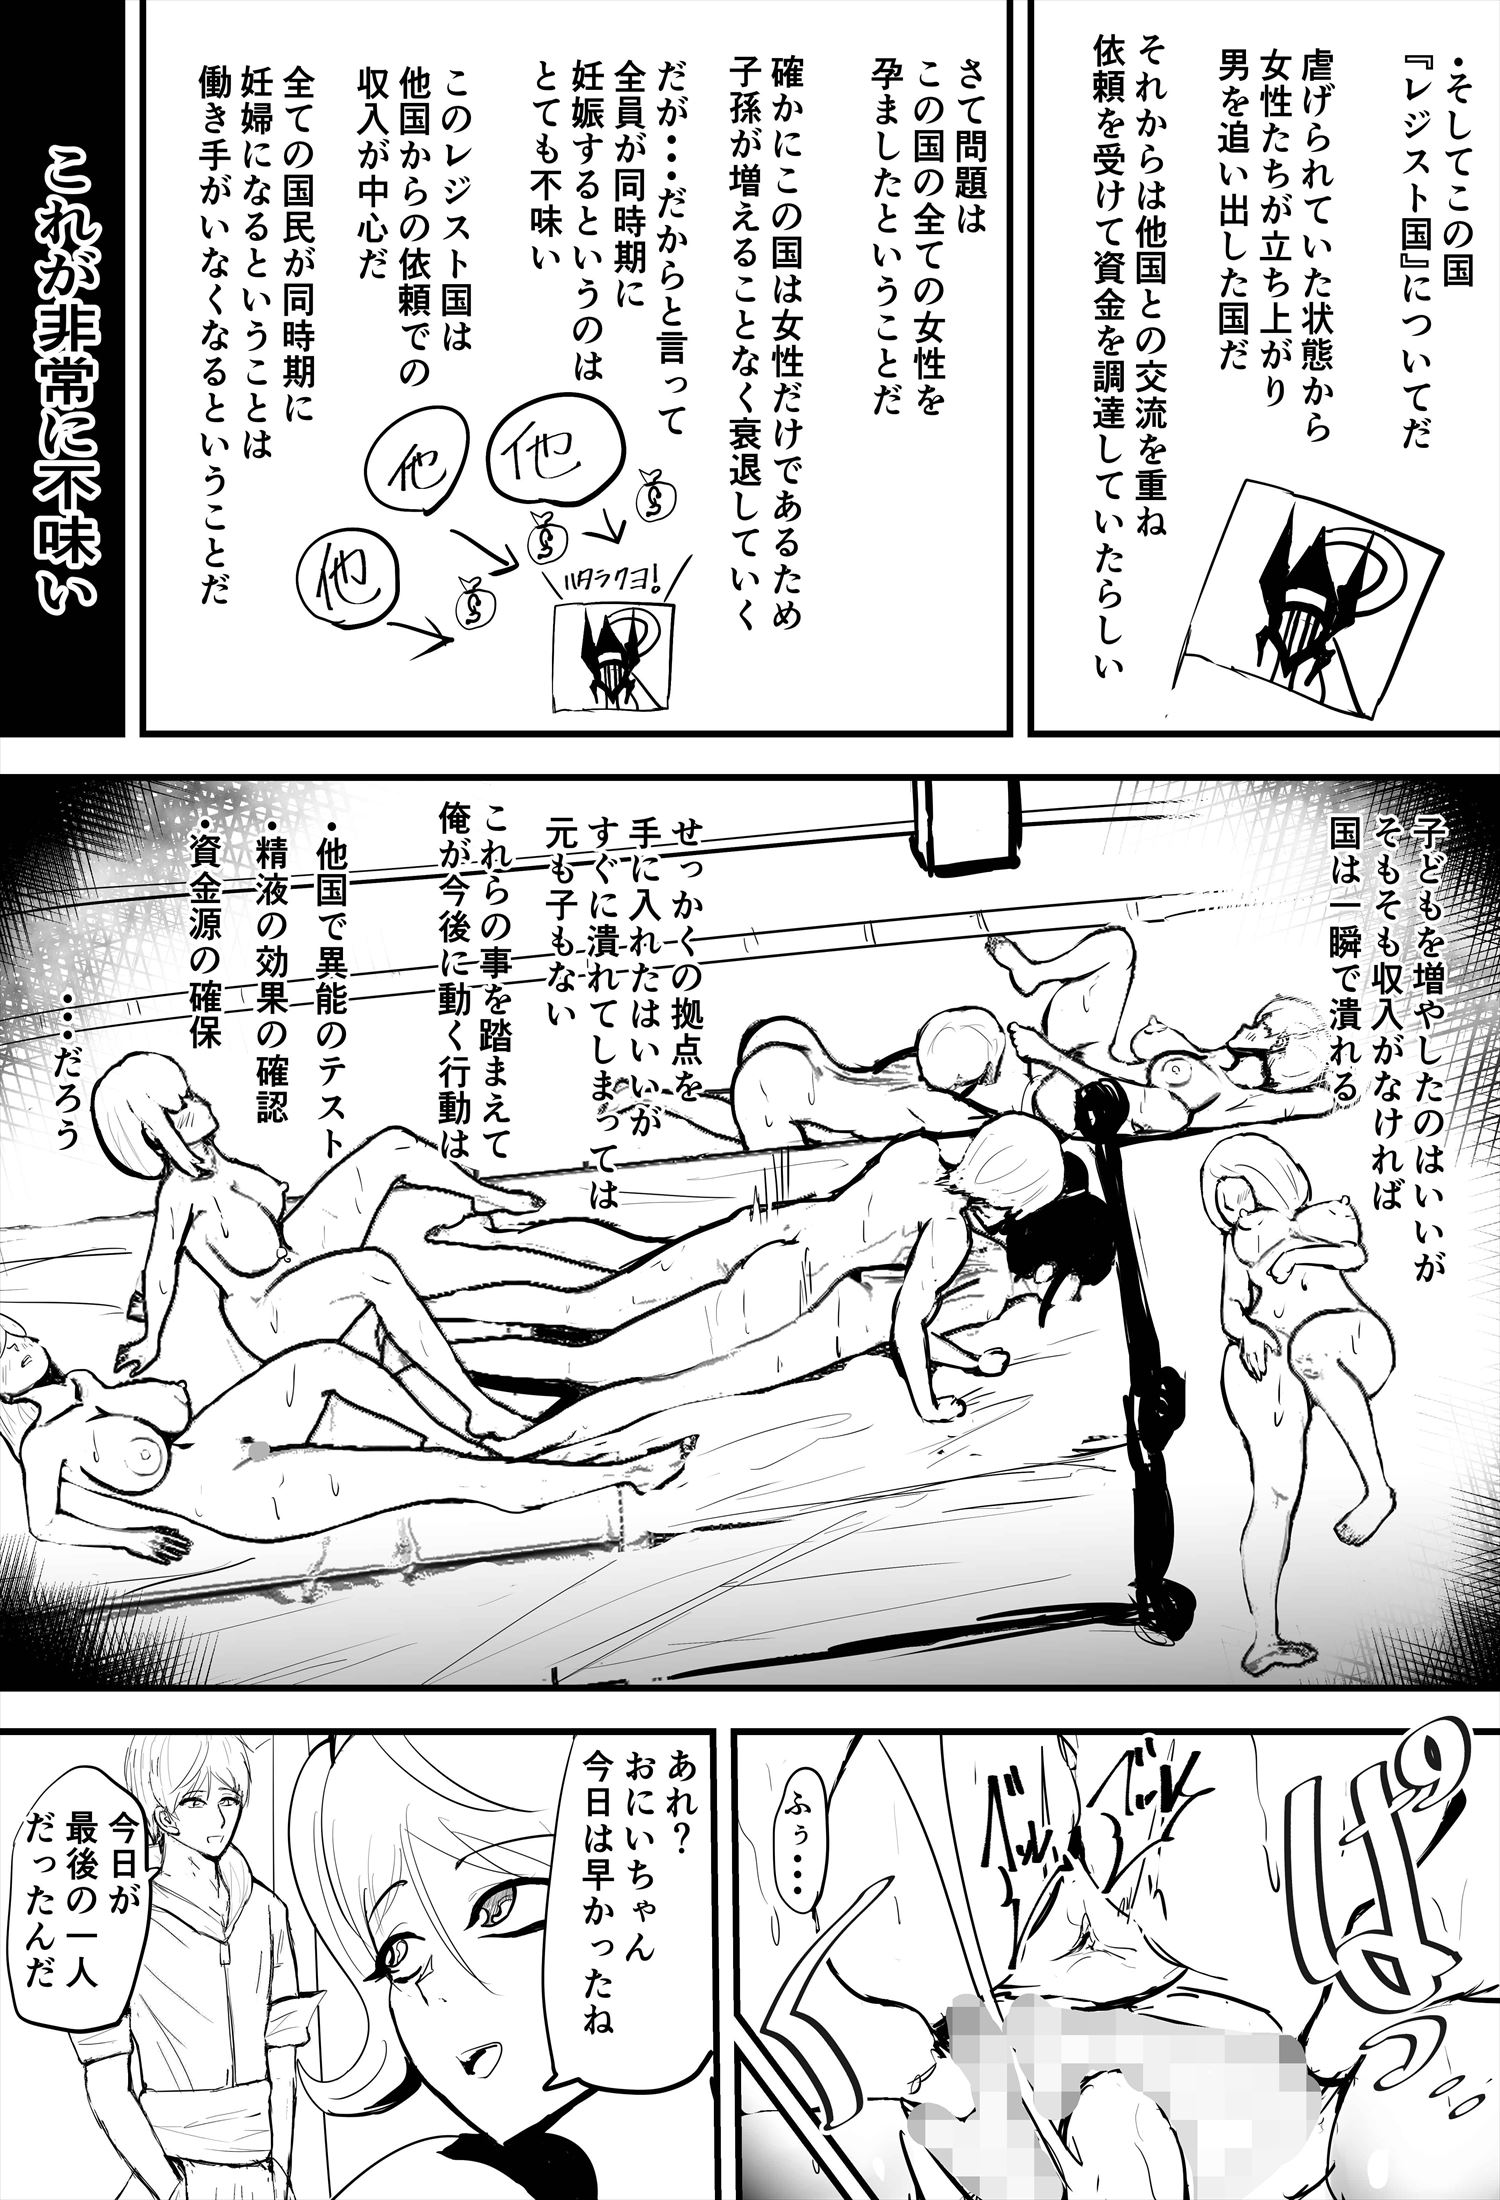 ・そしてこの国
『レジスト国』についてだ
虐げられていた状態から
女性たちが立ち上がり
男を追い出した国だ
それからは他国との交流を重ね
依頼を受けて資金を調達していたらしい
さて問題は
この国の全ての女性を
孕ましたということだ
確かにこの国は女性だけであるため
子孫が増えることなく衰退していく
だが・・・だからと言って
全員が同時期に
妊娠するというのは
とても不味い
このレジスト国は
他国からの依頼での
収入が中心だ
全ての国民が同時期に
妊婦になるということは
働き手がいなくなるということだ
他
他
他
ハタラクヨ!
これが非常に不味い
子どもを増やしたのはいいが
そもそも収入がなければ
国は一瞬で潰れる
せっかくの拠点を
手に入れたはいいが
すぐに潰れてしまっては
元も子もない
これらの事を踏まえて
俺が今後に動く行動は
・他国で異能のテスト
・精液の効果の確認
・資金源の確保
・・・・だろう
ぱん
ふぅ・・・
あれ?
おにいちゃん
今日は早かったね
今日が
最後の一人
だったんだ